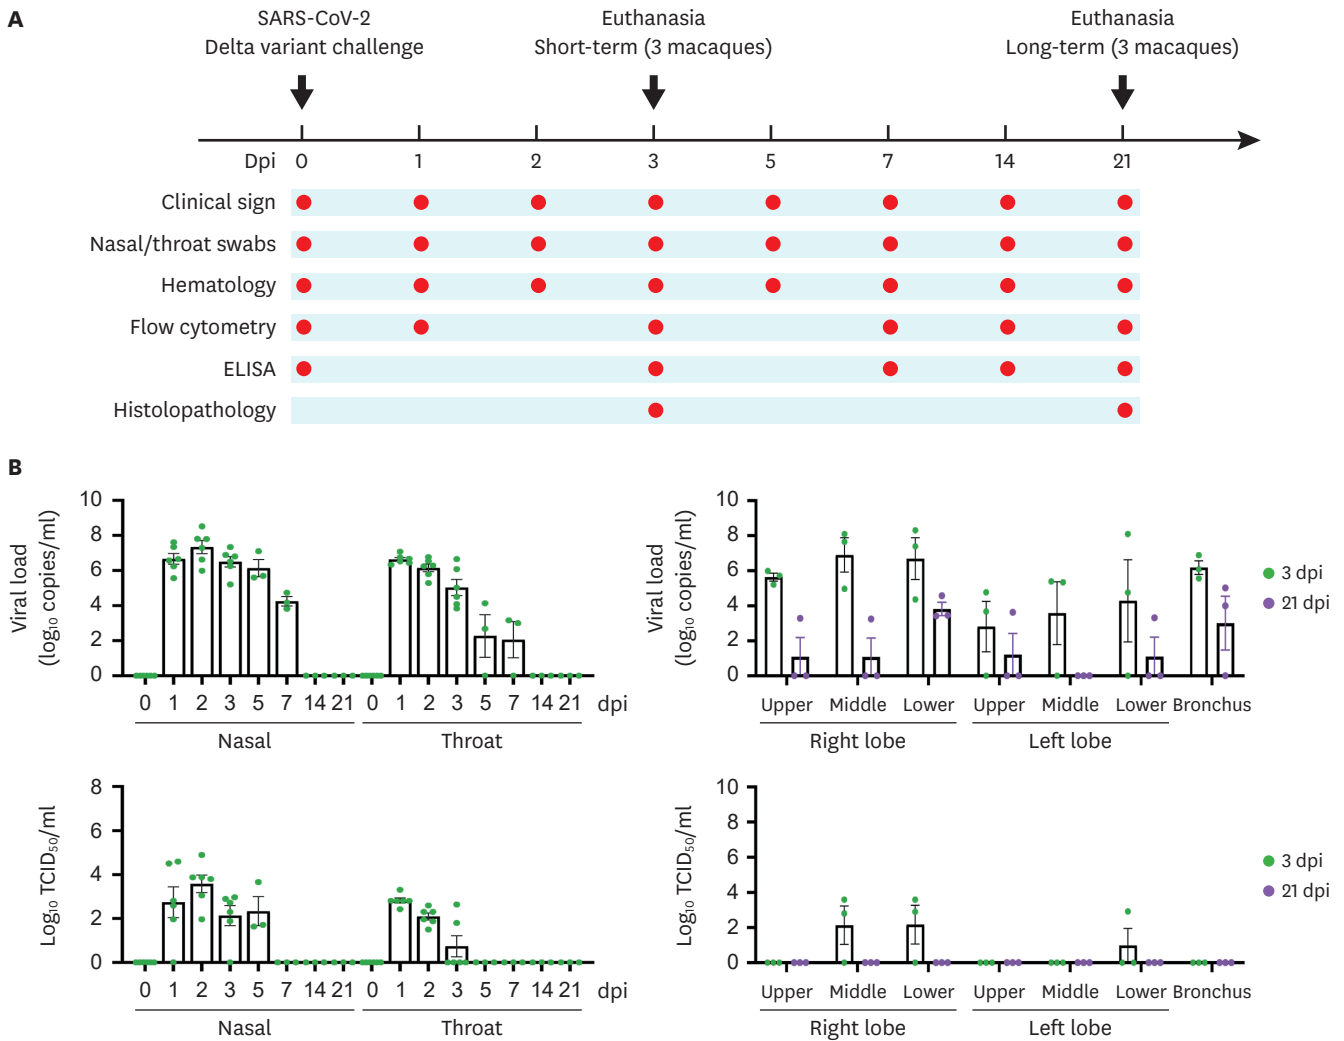 A
SARS-CoV-2
Delta variant challenge
Euthanasia
Short-term (3 macaques)
Euthanasia
Long-term (3 macaques)
Dpi 0 1 2 3 5 7 14 21
Clinical sign
Nasal/throat swabs
Hematology
Flow cytometry
ELISA
Histolopathology
B
Viral load
(log₁₀ copies/ml)
10
8
6
4
2
0
0 1 2 3 5 7 14 21 0 1 2 3 5 7 14 21 dpi
Nasal Throat
Viral load
(log₁₀ copies/ml)
10
8
6
4
2
0
Upper Middle Lower Upper Middle Lower Bronchus
Right lobe Left lobe
3 dpi
21 dpi
Log₁₀ TCID₅₀/ml
8
6
4
2
0
0 1 2 3 5 7 14 21 0 1 2 3 5 7 14 21 dpi
Nasal Throat
Log₁₀ TCID₅₀/ml
10
8
6
4
2
0
Upper Middle Lower Upper Middle Lower Bronchus
Right lobe Left lobe
3 dpi
21 dpi